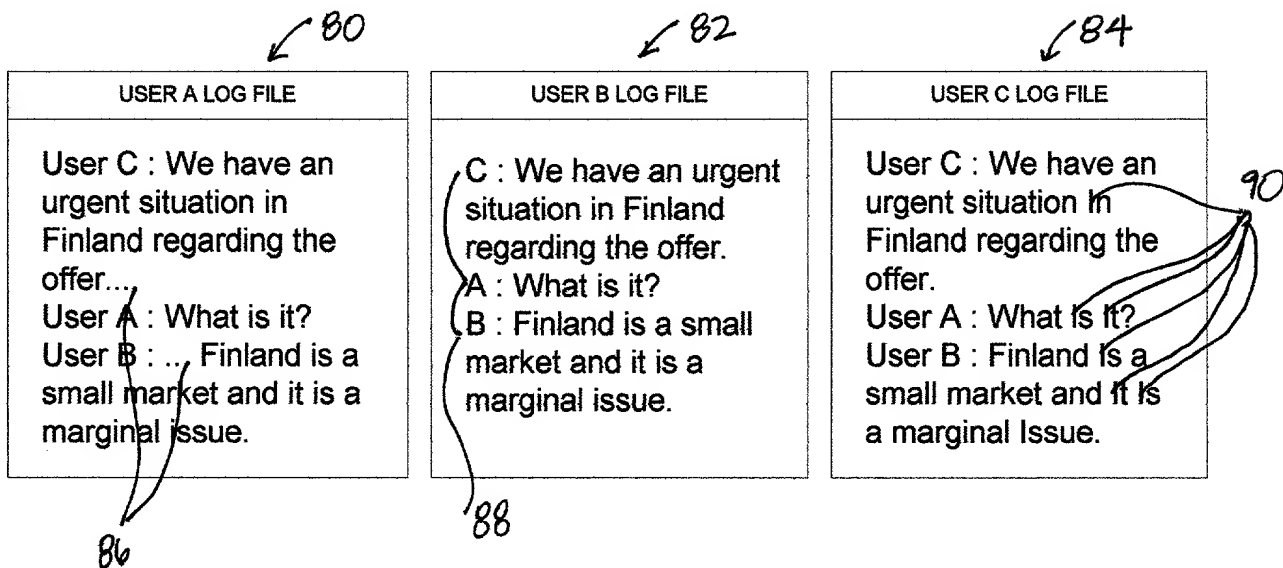 80
82
84
USER A LOG FILE
User C : We have an
urgent situation in
Finland regarding the
offer...
User A : What is it?
User B : ... Finland is a
small market and it is a
marginal issue.
86
USER B LOG FILE
C : We have an urgent
situation in Finland
regarding the offer.
A : What is it?
B : Finland is a small
market and it is a
marginal issue.
88
USER C LOG FILE
User C : We have an
urgent situation In
Finland regarding the
offer.
User A : What Is It?
User B : Finland Is a
small market and It Is
a marginal Issue.
90